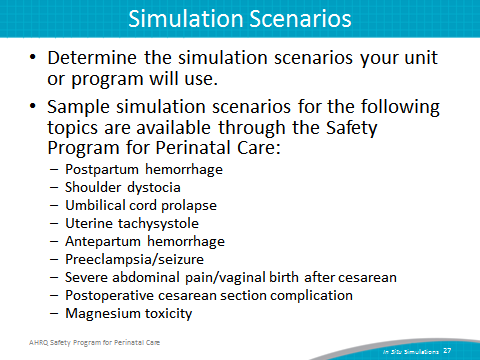 Simulation Scenarios
• Determine the simulation scenarios your unit
or program will use.
• Sample simulation scenarios for the following
topics are available through the Safety
Program for Perinatal Care:
– Postpartum hemorrhage
– Shoulder dystocia
– Umbilical cord prolapse
– Uterine tachysystole
– Antepartum hemorrhage
– Preeclampsia/seizure
– Severe abdominal pain/vaginal birth after cesarean
– Postoperative cesarean section complication
– Magnesium toxicity
AHRQ Safety Program for Perinatal Care
In Situ Simulations 27